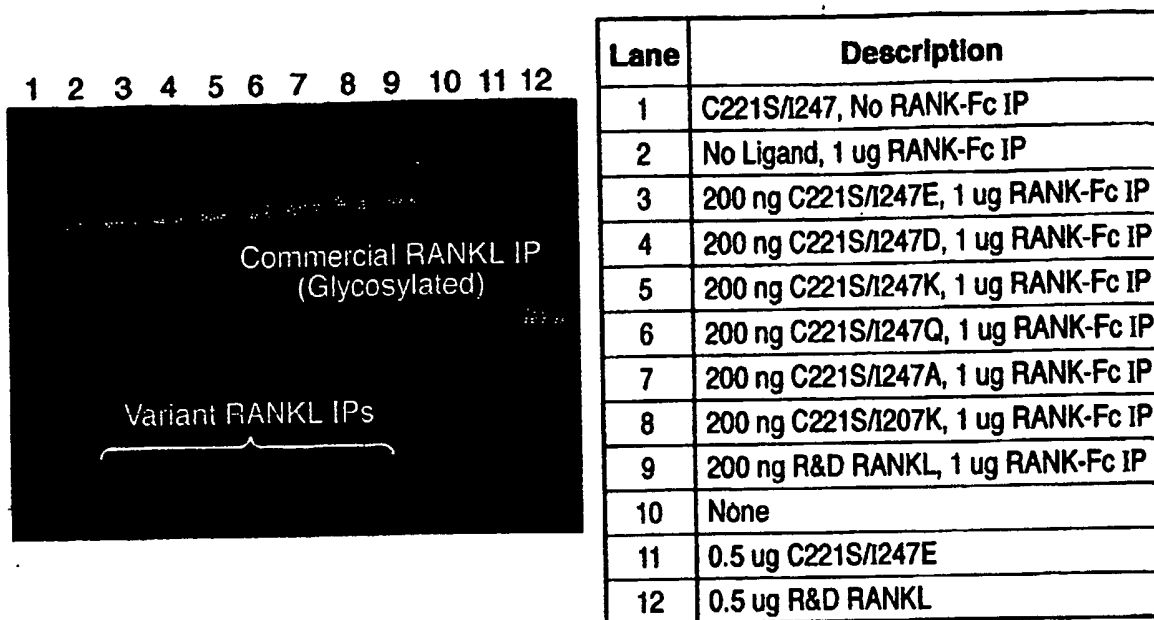 1 2 3 4 5 6 7 8 9 10 11 12
Commercial RANKL IP
(Glycosylated)
Variant RANKL IPs
Lane Description
1 C221S/I247, No RANK-Fc IP
2 No Ligand, 1 ug RANK-Fc IP
3 200 ng C221S/I247E, 1 ug RANK-Fc IP
4 200 ng C221S/I247D, 1 ug RANK-Fc IP
5 200 ng C221S/I247K, 1 ug RANK-Fc IP
6 200 ng C221S/I247Q, 1 ug RANK-Fc IP
7 200 ng C221S/I247A, 1 ug RANK-Fc IP
8 200 ng C221S/I207K, 1 ug RANK-Fc IP
9 200 ng R&D RANKL, 1 ug RANK-Fc IP
10 None
11 0.5 ug C221S/I247E
12 0.5 ug R&D RANKL